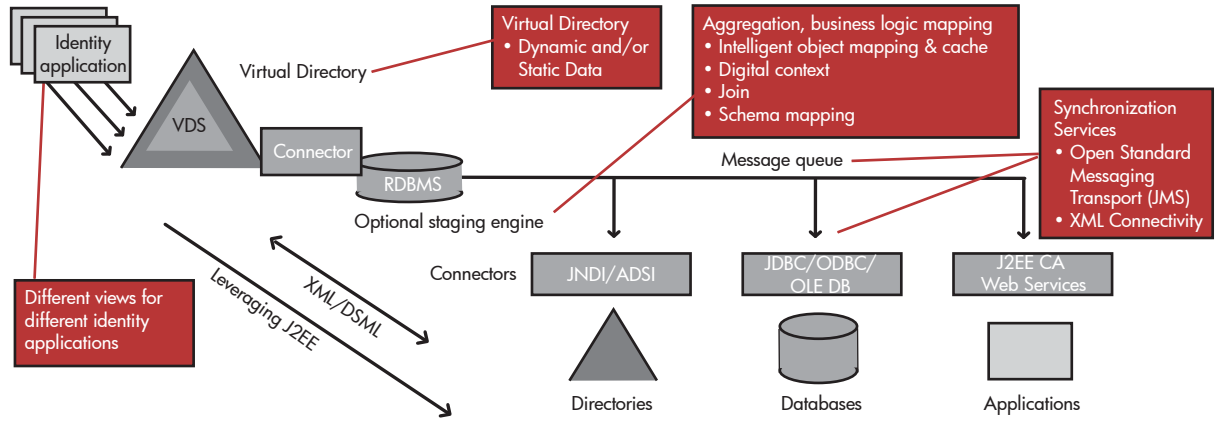 Identity
application
Virtual Directory
Virtual Directory
• Dynamic and/or
Static Data
Aggregation, business logic mapping
• Intelligent object mapping & cache
• Digital context
• Join
• Schema mapping
Synchronization
Services
• Open Standard
Messaging
Transport (JMS)
• XML Connectivity
VDS
Connector
RDBMS
Message queue
Optional staging engine
Connectors
JNDI/ADSI
JDBC/ODBC/
OLE DB
J2EE CA
Web Services
Different views for
different identity
applications
Leveraging J2EE
XML/DSML
Directories
Databases
Applications